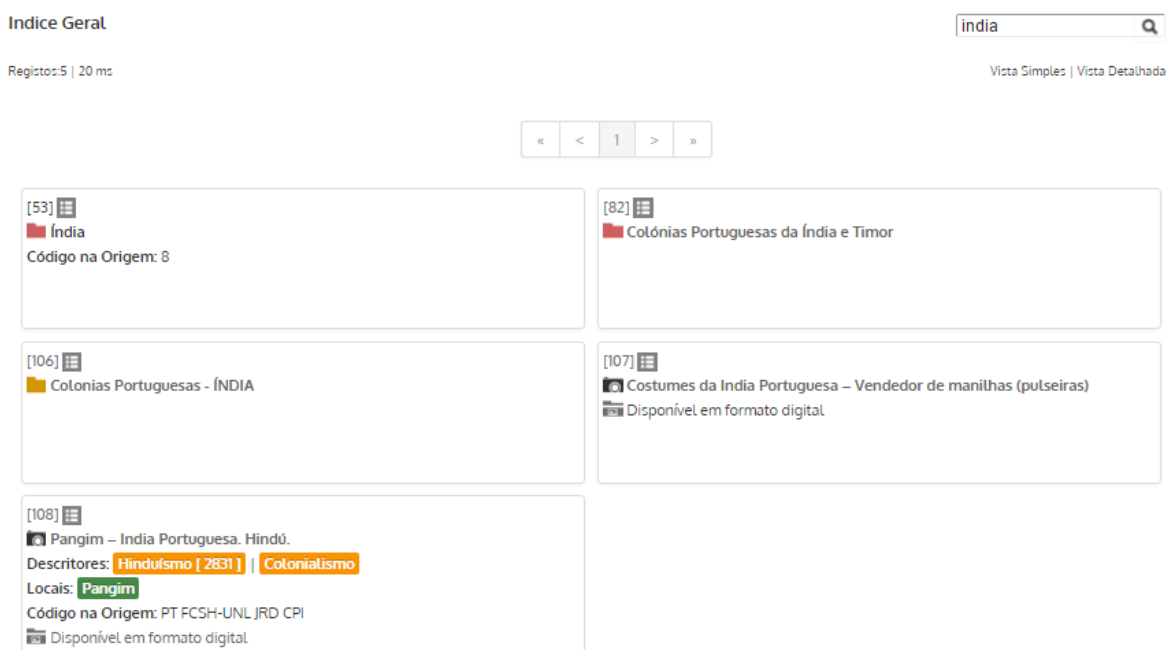 Indice Geral
india
Registos:5 | 20 ms
Vista Simples | Vista Detalhada
« < 1 > »
[53]
Índia
Código na Origem: 8
[82]
Colónias Portuguesas da Índia e Timor
[106]
Colonias Portuguesas - ÍNDIA
[107]
Costumes da India Portuguesa – Vendedor de manilhas (pulseiras)
Disponível em formato digital
[108]
Pangim – India Portuguesa. Hindú.
Descritores: Hinduísmo [ 2831 ] | Colonialismo
Locais: Pangim
Código na Origem: PT FCSH-UNL JRD CPI
Disponível em formato digital